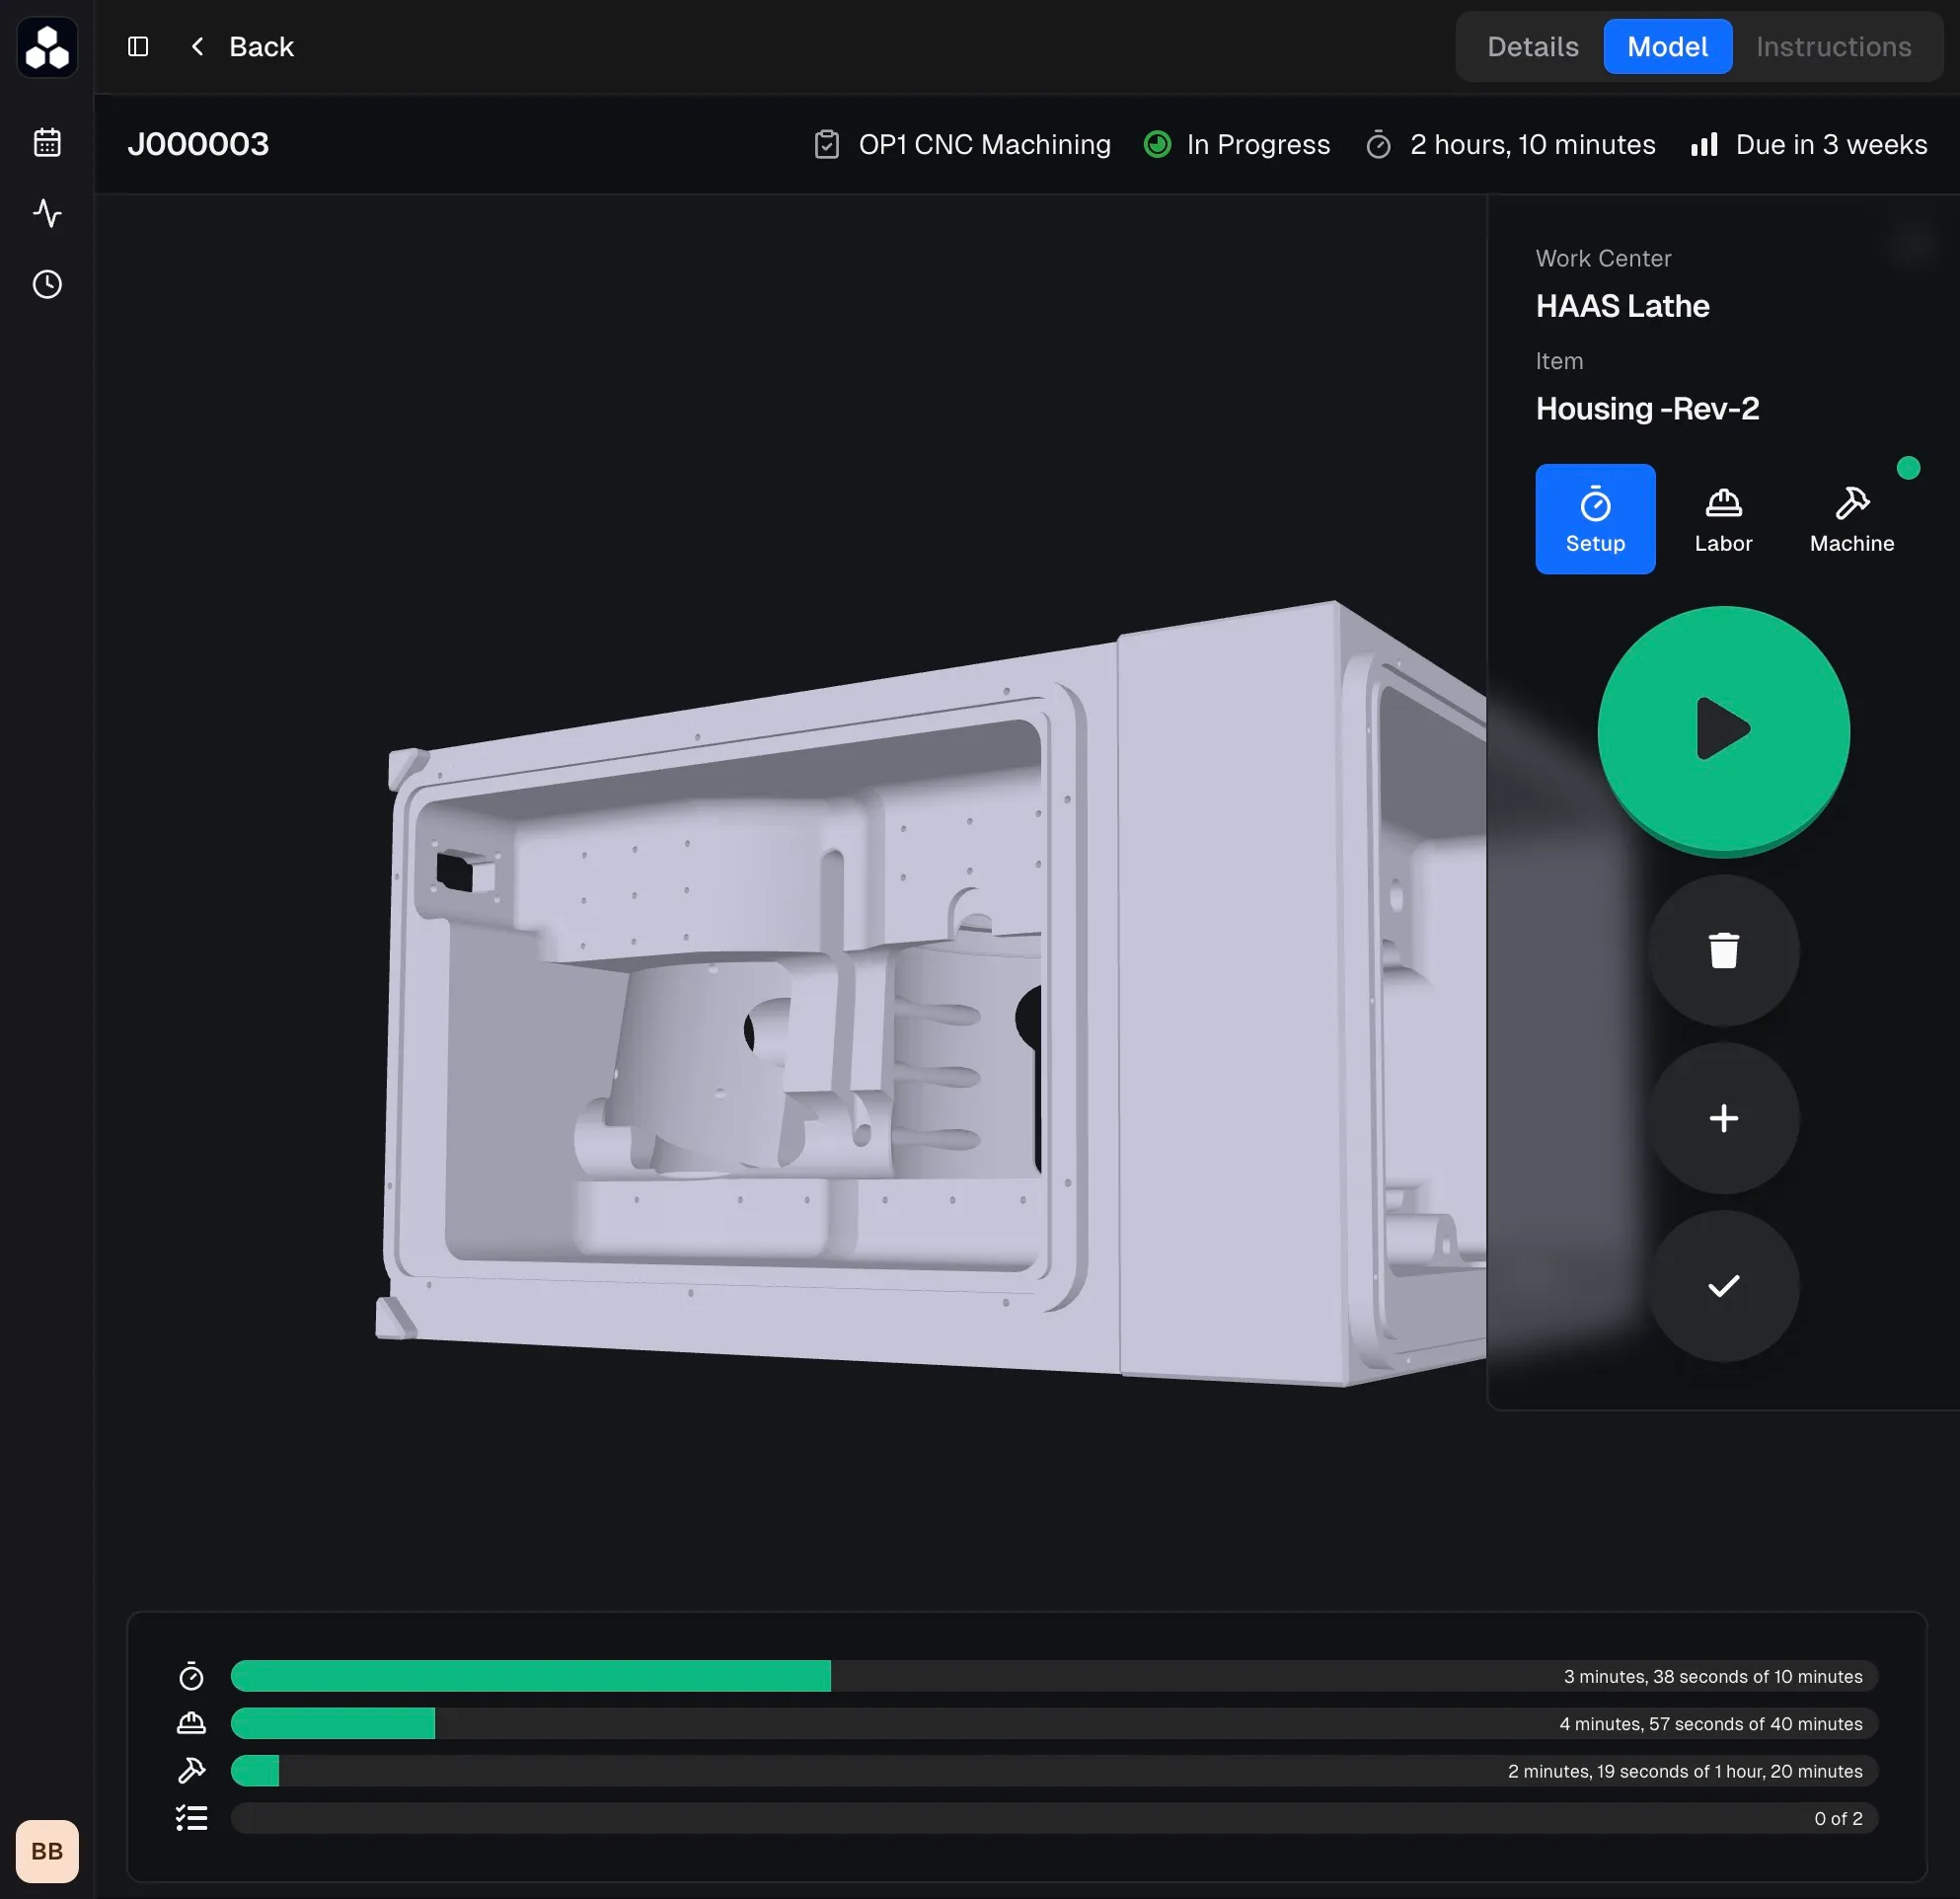 Back
Details
Model
Instructions
J000003
OP1 CNC Machining
In Progress
2 hours, 10 minutes
Due in 3 weeks
Work Center
HAAS Lathe
Item
Housing -Rev-2
Setup
Labor
Machine
3 minutes, 38 seconds of 10 minutes
4 minutes, 57 seconds of 40 minutes
2 minutes, 19 seconds of 1 hour, 20 minutes
0 of 2
BB